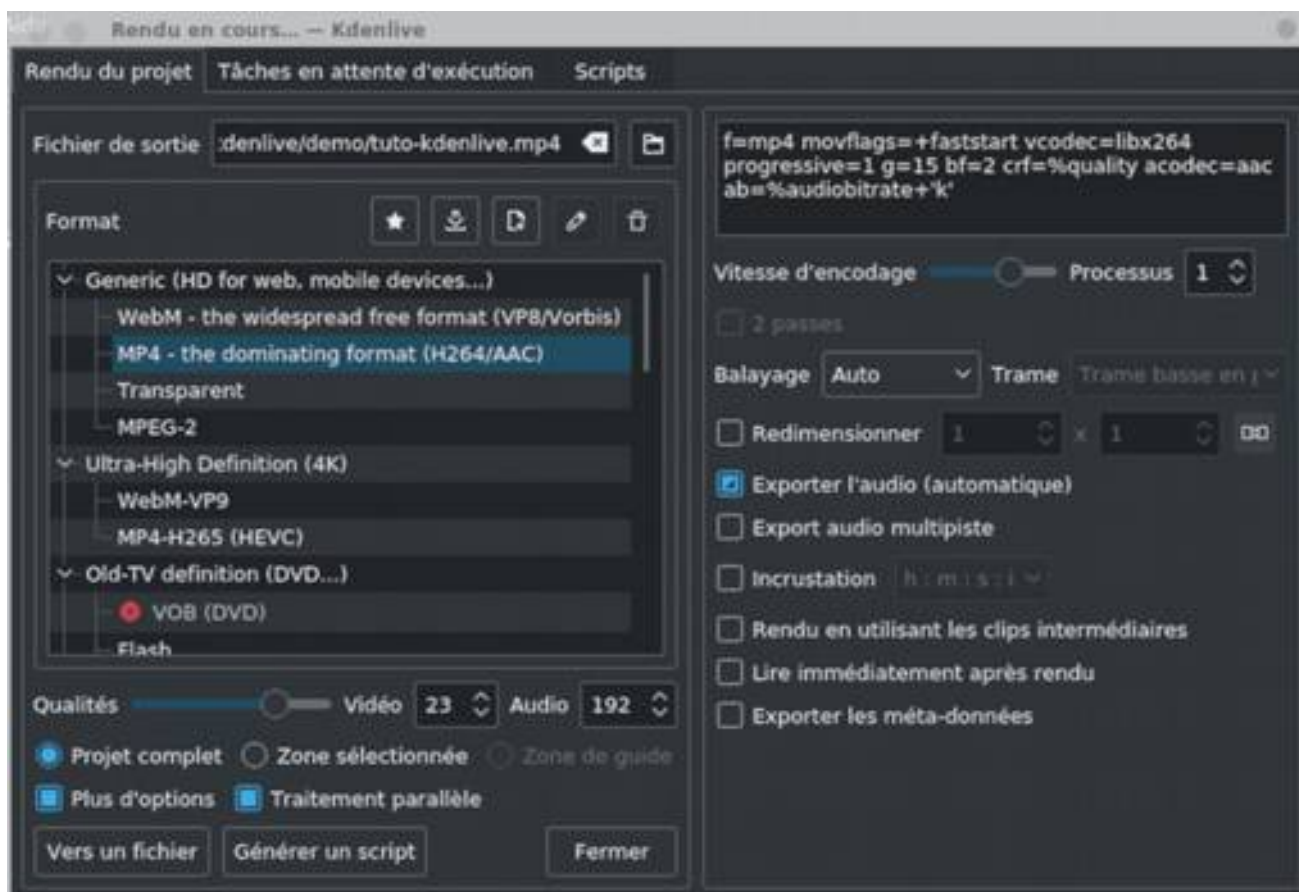 Rendu en cours... — Kdenlive
Rendu du projet Tâches en attente d'exécution Scripts
Fichier de sortie :denlive/demo/tuto-kdenlive.mp4
Format
Generic (HD for web, mobile devices...)
WebM - the widespread free format (VP8/Vorbis)
MP4 - the dominating format (H264/AAC)
Transparent
MPEG-2
Ultra-High Definition (4K)
WebM-VP9
MP4-H265 (HEVC)
Old-TV definition (DVD...)
VOB (DVD)
Flash
Qualités Vidéo 23 Audio 192
Projet complet Zone sélectionnée Zone de guide
Plus d'options Traitement parallèle
Vers un fichier Générer un script Fermer
f=mp4 movflags=+faststart vcodec=libx264
progressive=1 g=15 bf=2 crf=%quality acodec=aac
ab=%audiobitrate+'k'
Vitesse d'encodage Processus 1
2 passes
Balayage Auto Trame Trame basse en
Redimensionner 1 x 1
Exporter l'audio (automatique)
Export audio multipiste
Incrustation h:m:s:i
Rendu en utilisant les clips intermédiaires
Lire immédiatement après rendu
Exporter les méta-données